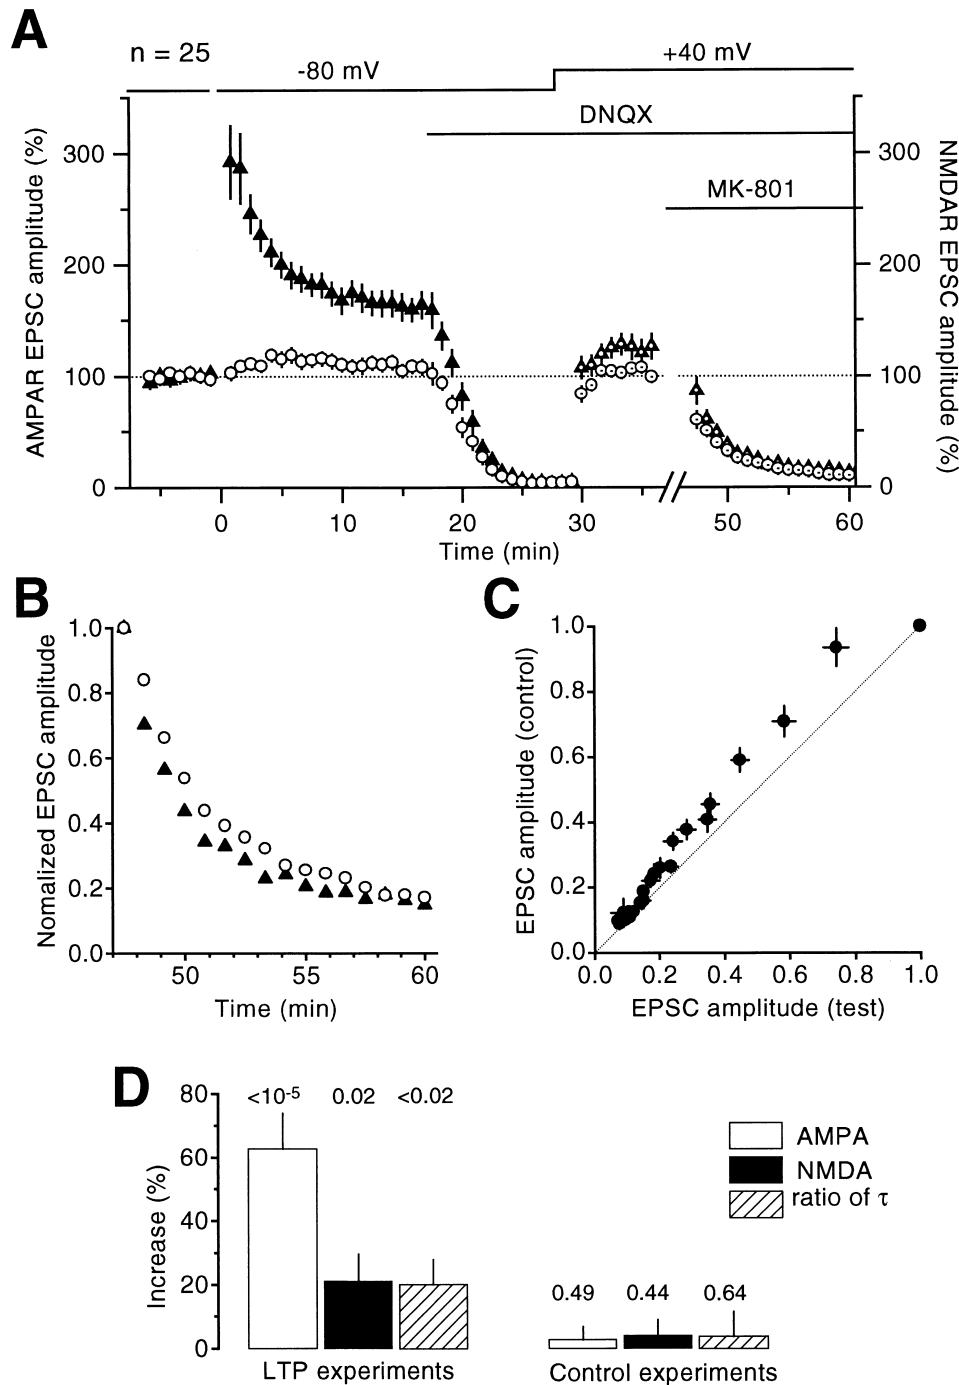 A
n = 25
-80 mV
+40 mV
DNQX
MK-801
AMPAR EPSC amplitude (%)
300
200
100
0
NMDAR EPSC amplitude (%)
300
200
100
0
0 10 20 30 50 60
Time (min)
B
Nomalized EPSC amplitude
1.0
0.8
0.6
0.4
0.2
0.0
50 55 60
Time (min)
C
EPSC amplitude (control)
1.0
0.8
0.6
0.4
0.2
0.0
0.0 0.2 0.4 0.6 0.8 1.0
EPSC amplitude (test)
D
Increase (%)
80
60
40
20
0
<10-5 0.02 <0.02
LTP experiments
0.49 0.44 0.64
Control experiments
AMPA
NMDA
ratio of τ